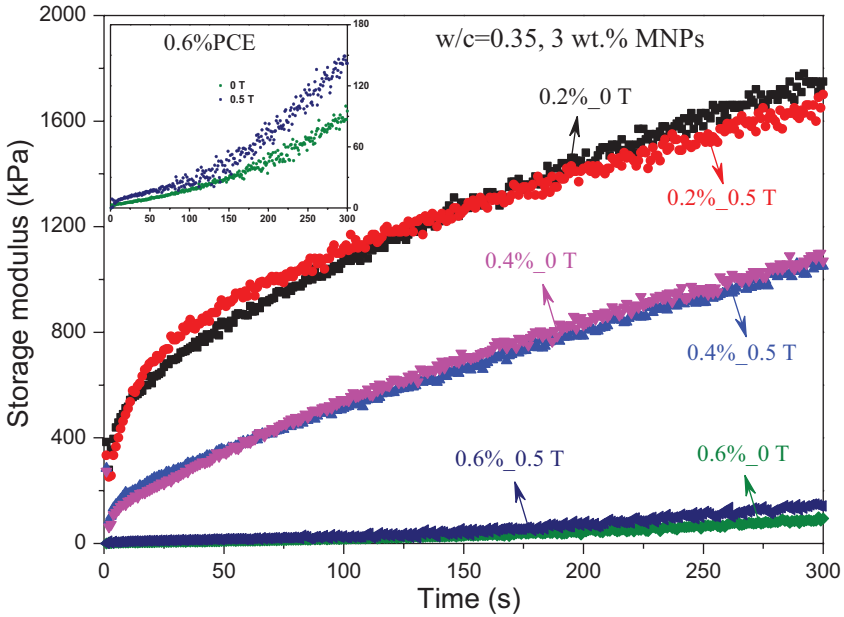 2000
1600
1200
800
400
0
Storage modulus (kPa)
0
50
100
150
200
250
300
Time (s)
w/c=0.35, 3 wt.% MNPs
0.2%_0 T
0.2%_0.5 T
0.4%_0 T
0.4%_0.5 T
0.6%_0.5 T
0.6%_0 T
0.6%PCE
0 T
0.5 T
180
120
60
0
0
50
100
150
200
250
300